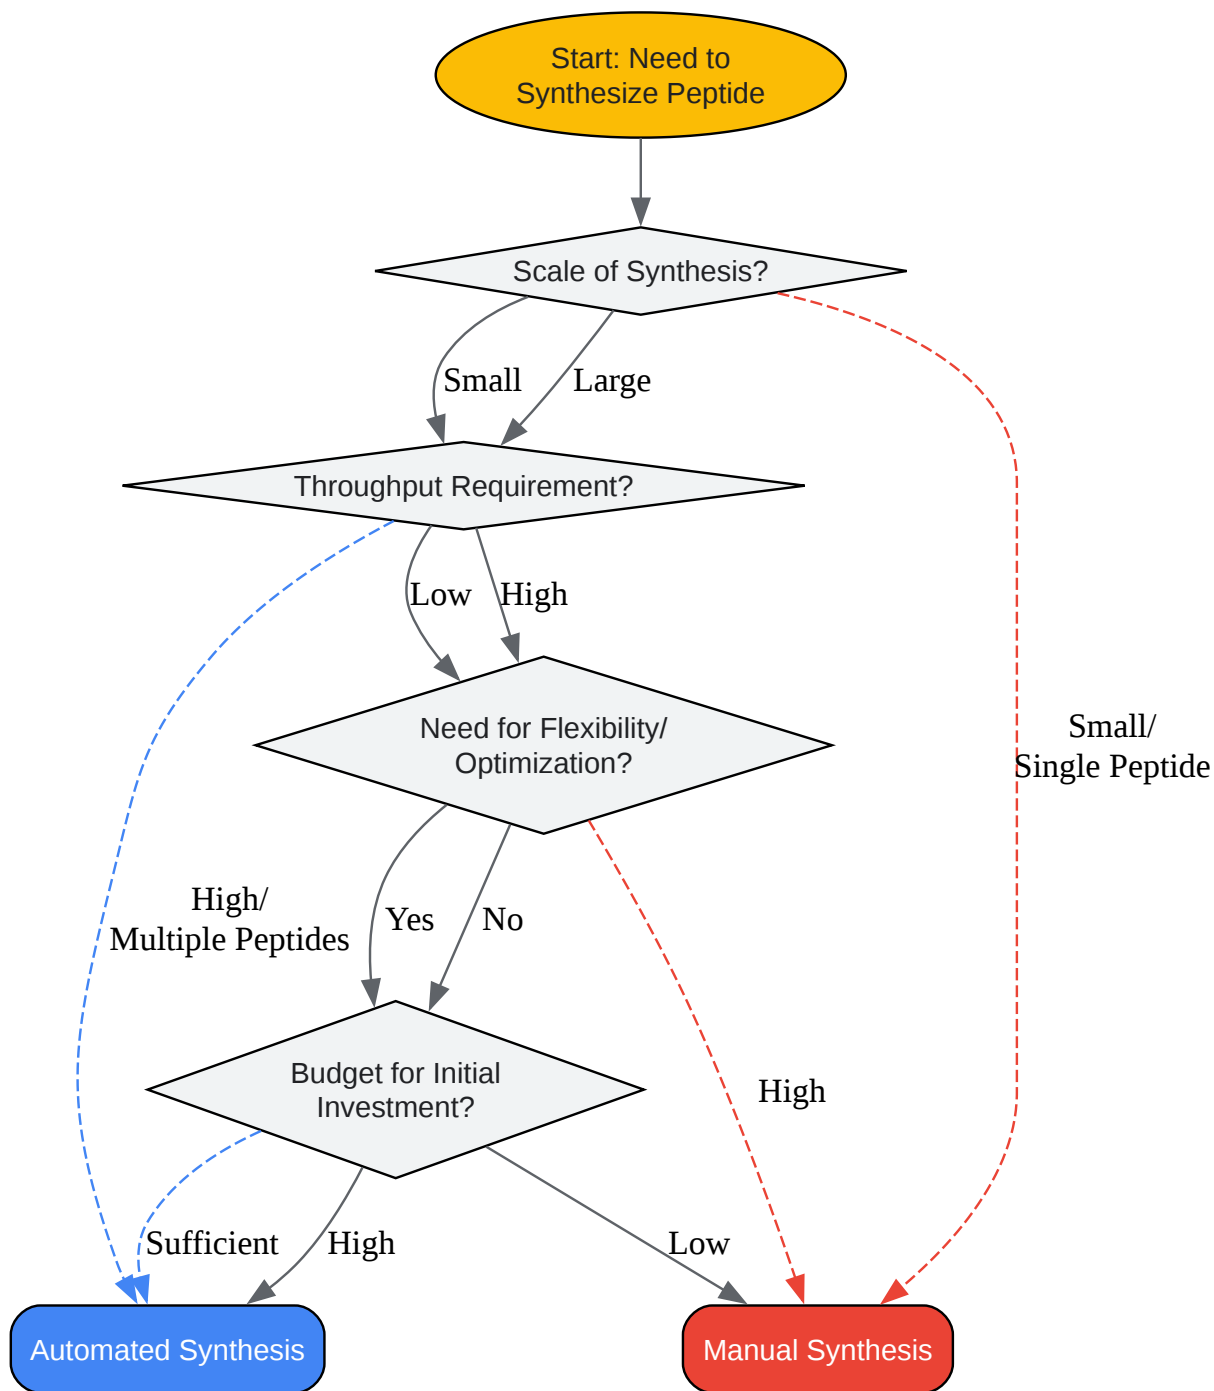 Start: Need to
Synthesize Peptide
Scale of Synthesis?
Small
Large
Throughput Requirement?
Low
High
Need for Flexibility/
Optimization?
Small/
Single Peptide
High/
Multiple Peptides
Yes
No
Budget for Initial
Investment?
High
Sufficient
High
Low
Automated Synthesis
Manual Synthesis